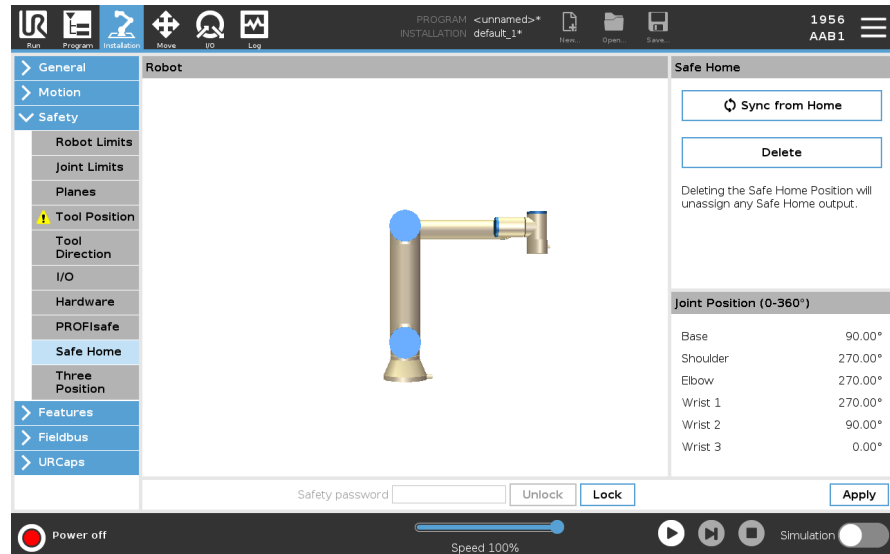 PROGRAM <unnamed>*
INSTALLATION default_1*
1956
AAB1
UR
Run
Program
Installation
Move
I/O
Log
New...
Open...
Save...
General
Motion
Safety
Robot Limits
Joint Limits
Planes
Tool Position
Tool
Direction
I/O
Hardware
PROFIsafe
Safe Home
Three
Position
Features
Fieldbus
URCaps
Robot
Safe Home
Sync from Home
Delete
Deleting the Safe Home Position will
unassign any Safe Home output.
Joint Position (0-360°)
Base 90.00°
Shoulder 270.00°
Elbow 270.00°
Wrist 1 270.00°
Wrist 2 90.00°
Wrist 3 0.00°
Safety password
Unlock
Lock
Apply
Power off
Speed 100%
Simulation